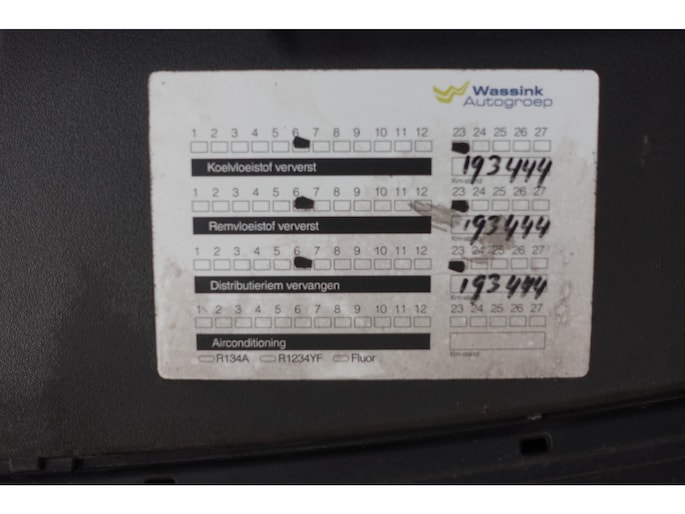 Wassink
Autogroep
1 2 3 4 5 6 7 8 9 10 11 12 23 24 25 26 27
Koelvloeistof ververst 193444
Km-stand
1 2 3 4 5 6 7 8 9 10 11 12 23 24 25 26 27
Remvloeistof ververst 193444
1 2 3 4 5 6 7 8 9 10 11 12 23 24 25 26 27
Distributieriem vervangen 193444
1 2 3 4 5 6 7 8 9 10 11 12 23 24 25 26 27
Airconditioning
R134A R1234YF Fluor Km-stand